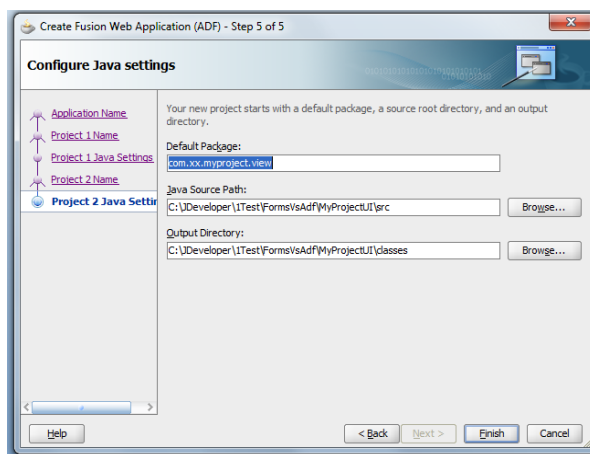 Create Fusion Web Application (ADF) - Step 5 of 5
Configure Java settings
Application Name
Project 1 Name
Project 1 Java Settings
Project 2 Name
Project 2 Java Settin
Your new project starts with a default package, a source root directory, and an output
directory.
Default Package:
com.xx.myproject.view
Java Source Path:
C:\JDeveloper\1Test\FormsVsAdf\MyProjectUI\src
Browse...
Output Directory:
C:\JDeveloper\1Test\FormsVsAdf\MyProjectUI\classes
Browse...
Help
< Back
Next >
Finish
Cancel